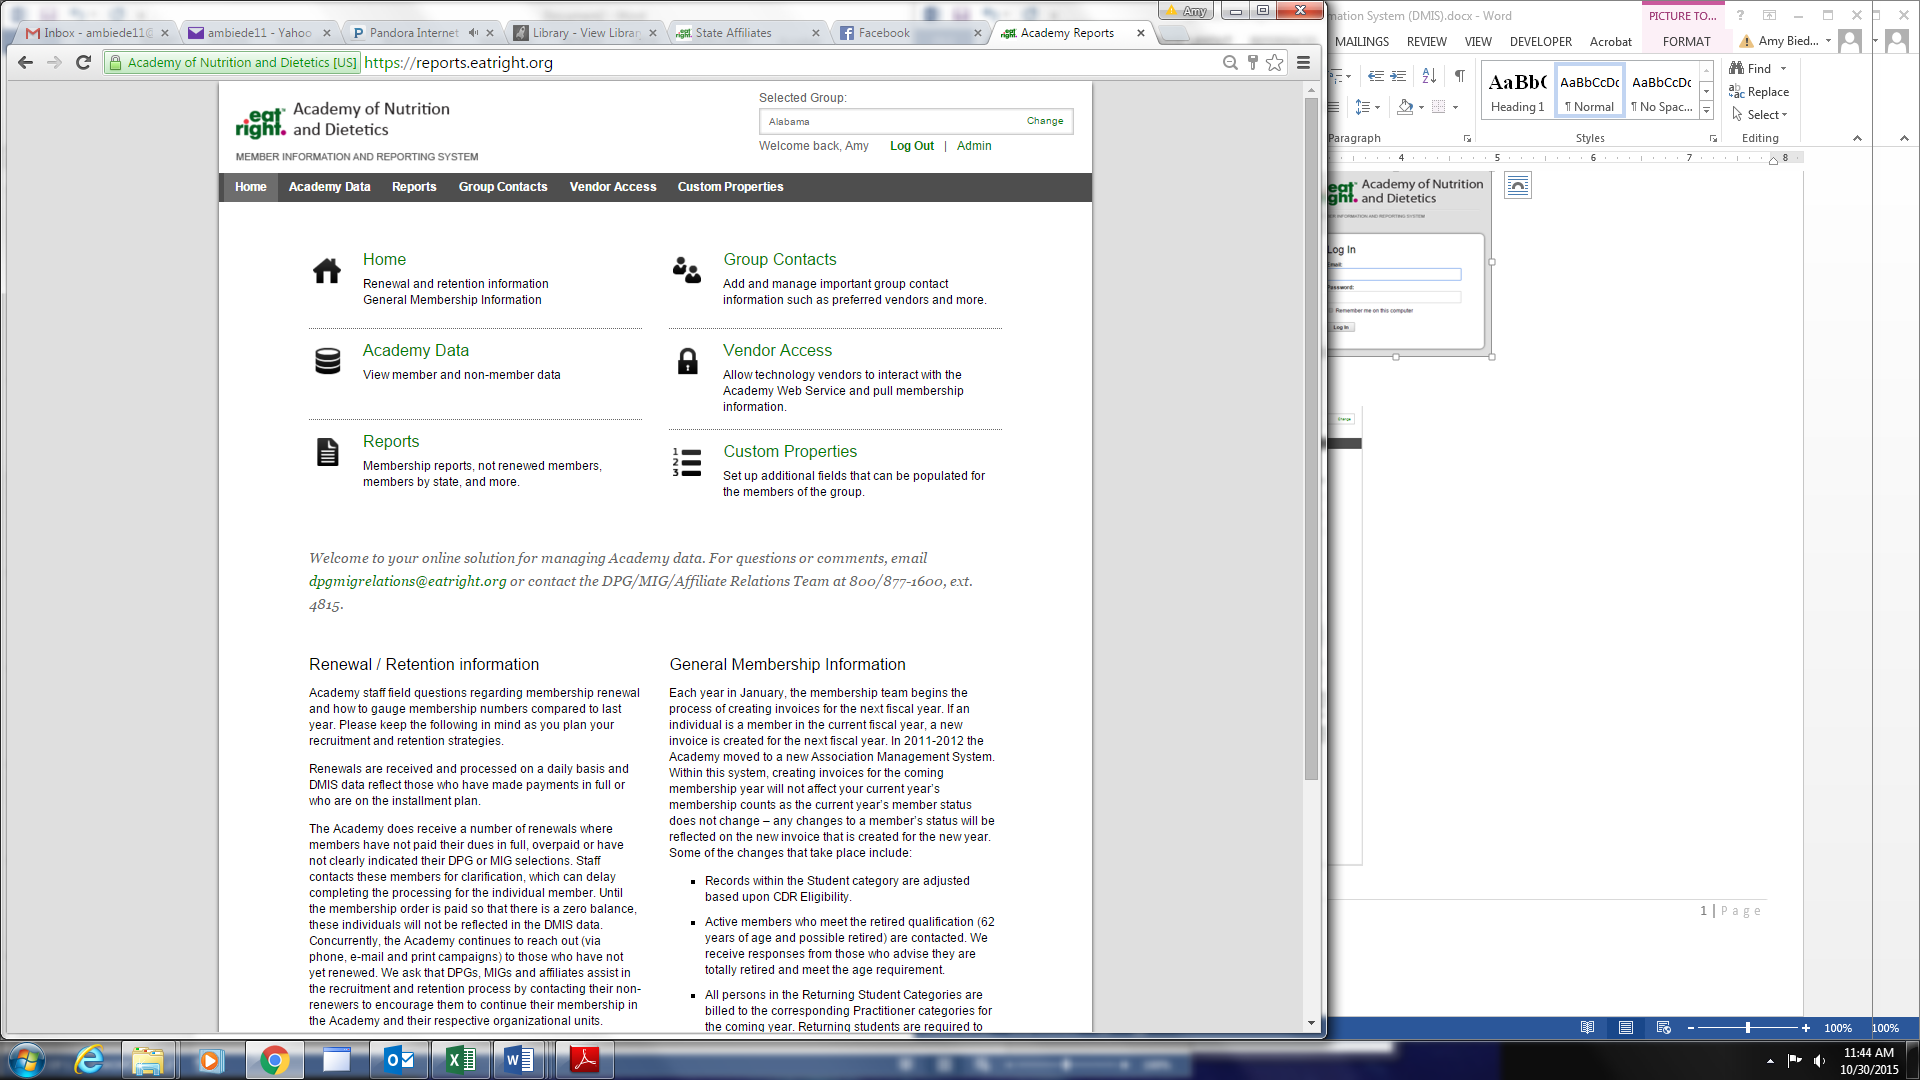 Amy
Inbox - ambiede11@
ambiede11 - Yahoo
Pandora Internet
Library - View Librar
State Affiliates
Facebook
Academy Reports
Academy of Nutrition and Dietetics [US]
https://reports.eatright.org
eat right.
Academy of Nutrition
and Dietetics
MEMBER INFORMATION AND REPORTING SYSTEM
Selected Group:
Alabama
Change
Welcome back, Amy
Log Out | Admin
Home
Academy Data
Reports
Group Contacts
Vendor Access
Custom Properties
Home
Renewal and retention information
General Membership Information
Group Contacts
Add and manage important group contact
information such as preferred vendors and more.
Academy Data
View member and non-member data
Vendor Access
Allow technology vendors to interact with the
Academy Web Service and pull membership
information.
Reports
Membership reports, not renewed members,
members by state, and more.
1
2
3
Custom Properties
Set up additional fields that can be populated for
the members of the group.
Welcome to your online solution for managing Academy data. For questions or comments, email
dpgmigrelations@eatright.org or contact the DPG/MIG/Affiliate Relations Team at 800/877-1600, ext.
4815.
Renewal / Retention information
Academy staff field questions regarding membership renewal
and how to gauge membership numbers compared to last
year. Please keep the following in mind as you plan your
recruitment and retention strategies.
Renewals are received and processed on a daily basis and
DMIS data reflect those who have made payments in full or
who are on the installment plan.
The Academy does receive a number of renewals where
members have not paid their dues in full, overpaid or have
not clearly indicated their DPG or MIG selections. Staff
contacts these members for clarification, which can delay
completing the processing for the individual member. Until
the membership order is paid so that there is a zero balance,
these individuals will not be reflected in the DMIS data.
Concurrently, the Academy continues to reach out (via
phone, e-mail and print campaigns) to those who have not
yet renewed. We ask that DPGs, MIGs and affiliates assist in
the recruitment and retention process by contacting their non-
renewers to encourage them to continue their membership in
the Academy and their respective organizational units.
General Membership Information
Each year in January, the membership team begins the
process of creating invoices for the next fiscal year. If an
individual is a member in the current fiscal year, a new
invoice is created for the next fiscal year. In 2011-2012 the
Academy moved to a new Association Management System.
Within this system, creating invoices for the coming
membership year will not affect your current year's
membership counts as the current year's member status
does not change – any changes to a member's status will be
reflected on the new invoice that is created for the new year.
Some of the changes that take place include:
Records within the Student category are adjusted
based upon CDR Eligibility.
Active members who meet the retired qualification (62
years of age and possible retired) are contacted. We
receive responses from those who advise they are
totally retired and meet the age requirement.
All persons in the Returning Student Categories are
billed to the corresponding Practitioner categories for
the coming year. Returning students are required to
mation System (DMIS).docx - Word
PICTURE TO...
MAILINGS
REVIEW
VIEW
DEVELOPER
Acrobat
FORMAT
Amy Bied...
AaBb(
AaBbCcDc
AaBbCcDc
Heading 1
¶ Normal
¶ No Spac...
Find
Replace
Select
Paragraph
Styles
Editing
4 5 6 7 8
eat right.
Academy of Nutrition
and Dietetics
Log In
Email:
Password:
Remember me on this computer
Log In
Change
1 | Page
100%
100%
11:44 AM
10/30/2015